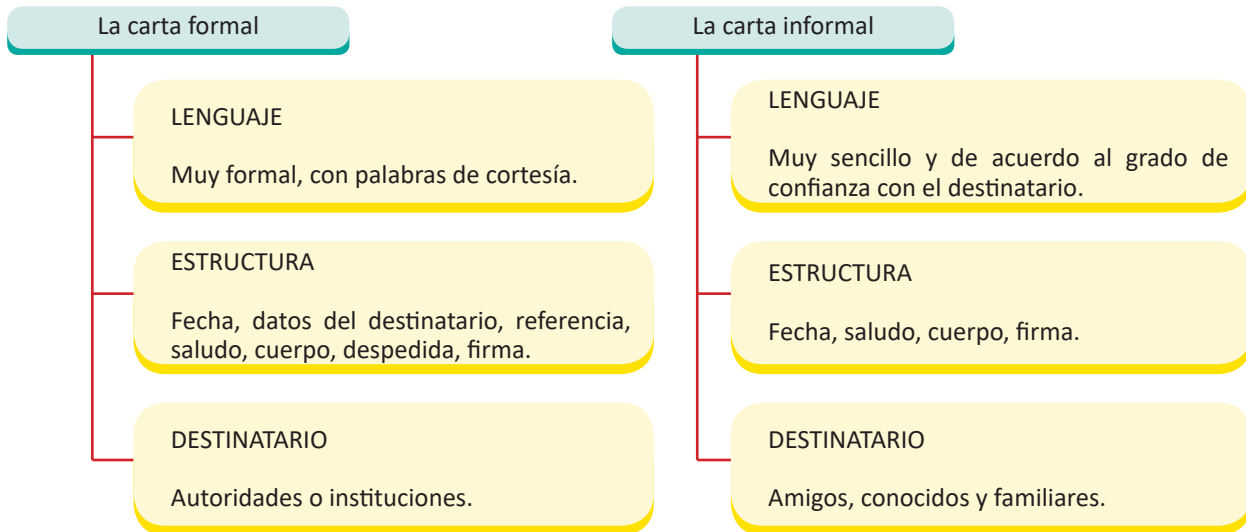 La carta formal
LENGUAJE
Muy formal, con palabras de cortesía.
ESTRUCTURA
Fecha, datos del destinatario, referencia,
saludo, cuerpo, despedida, firma.
DESTINATARIO
Autoridades o instituciones.
La carta informal
LENGUAJE
Muy sencillo y de acuerdo al grado de
confianza con el destinatario.
ESTRUCTURA
Fecha, saludo, cuerpo, firma.
DESTINATARIO
Amigos, conocidos y familiares.